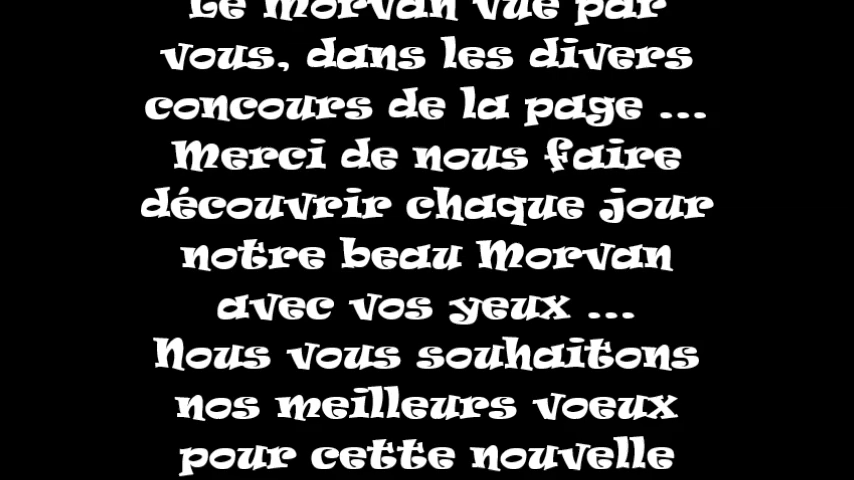 Le Morvan vue par
vous, dans les divers
concours de la page ...
Merci de nous faire
découvrir chaque jour
notre beau Morvan
avec vos yeux ...
Nous vous souhaitons
nos meilleurs voeux
pour cette nouvelle